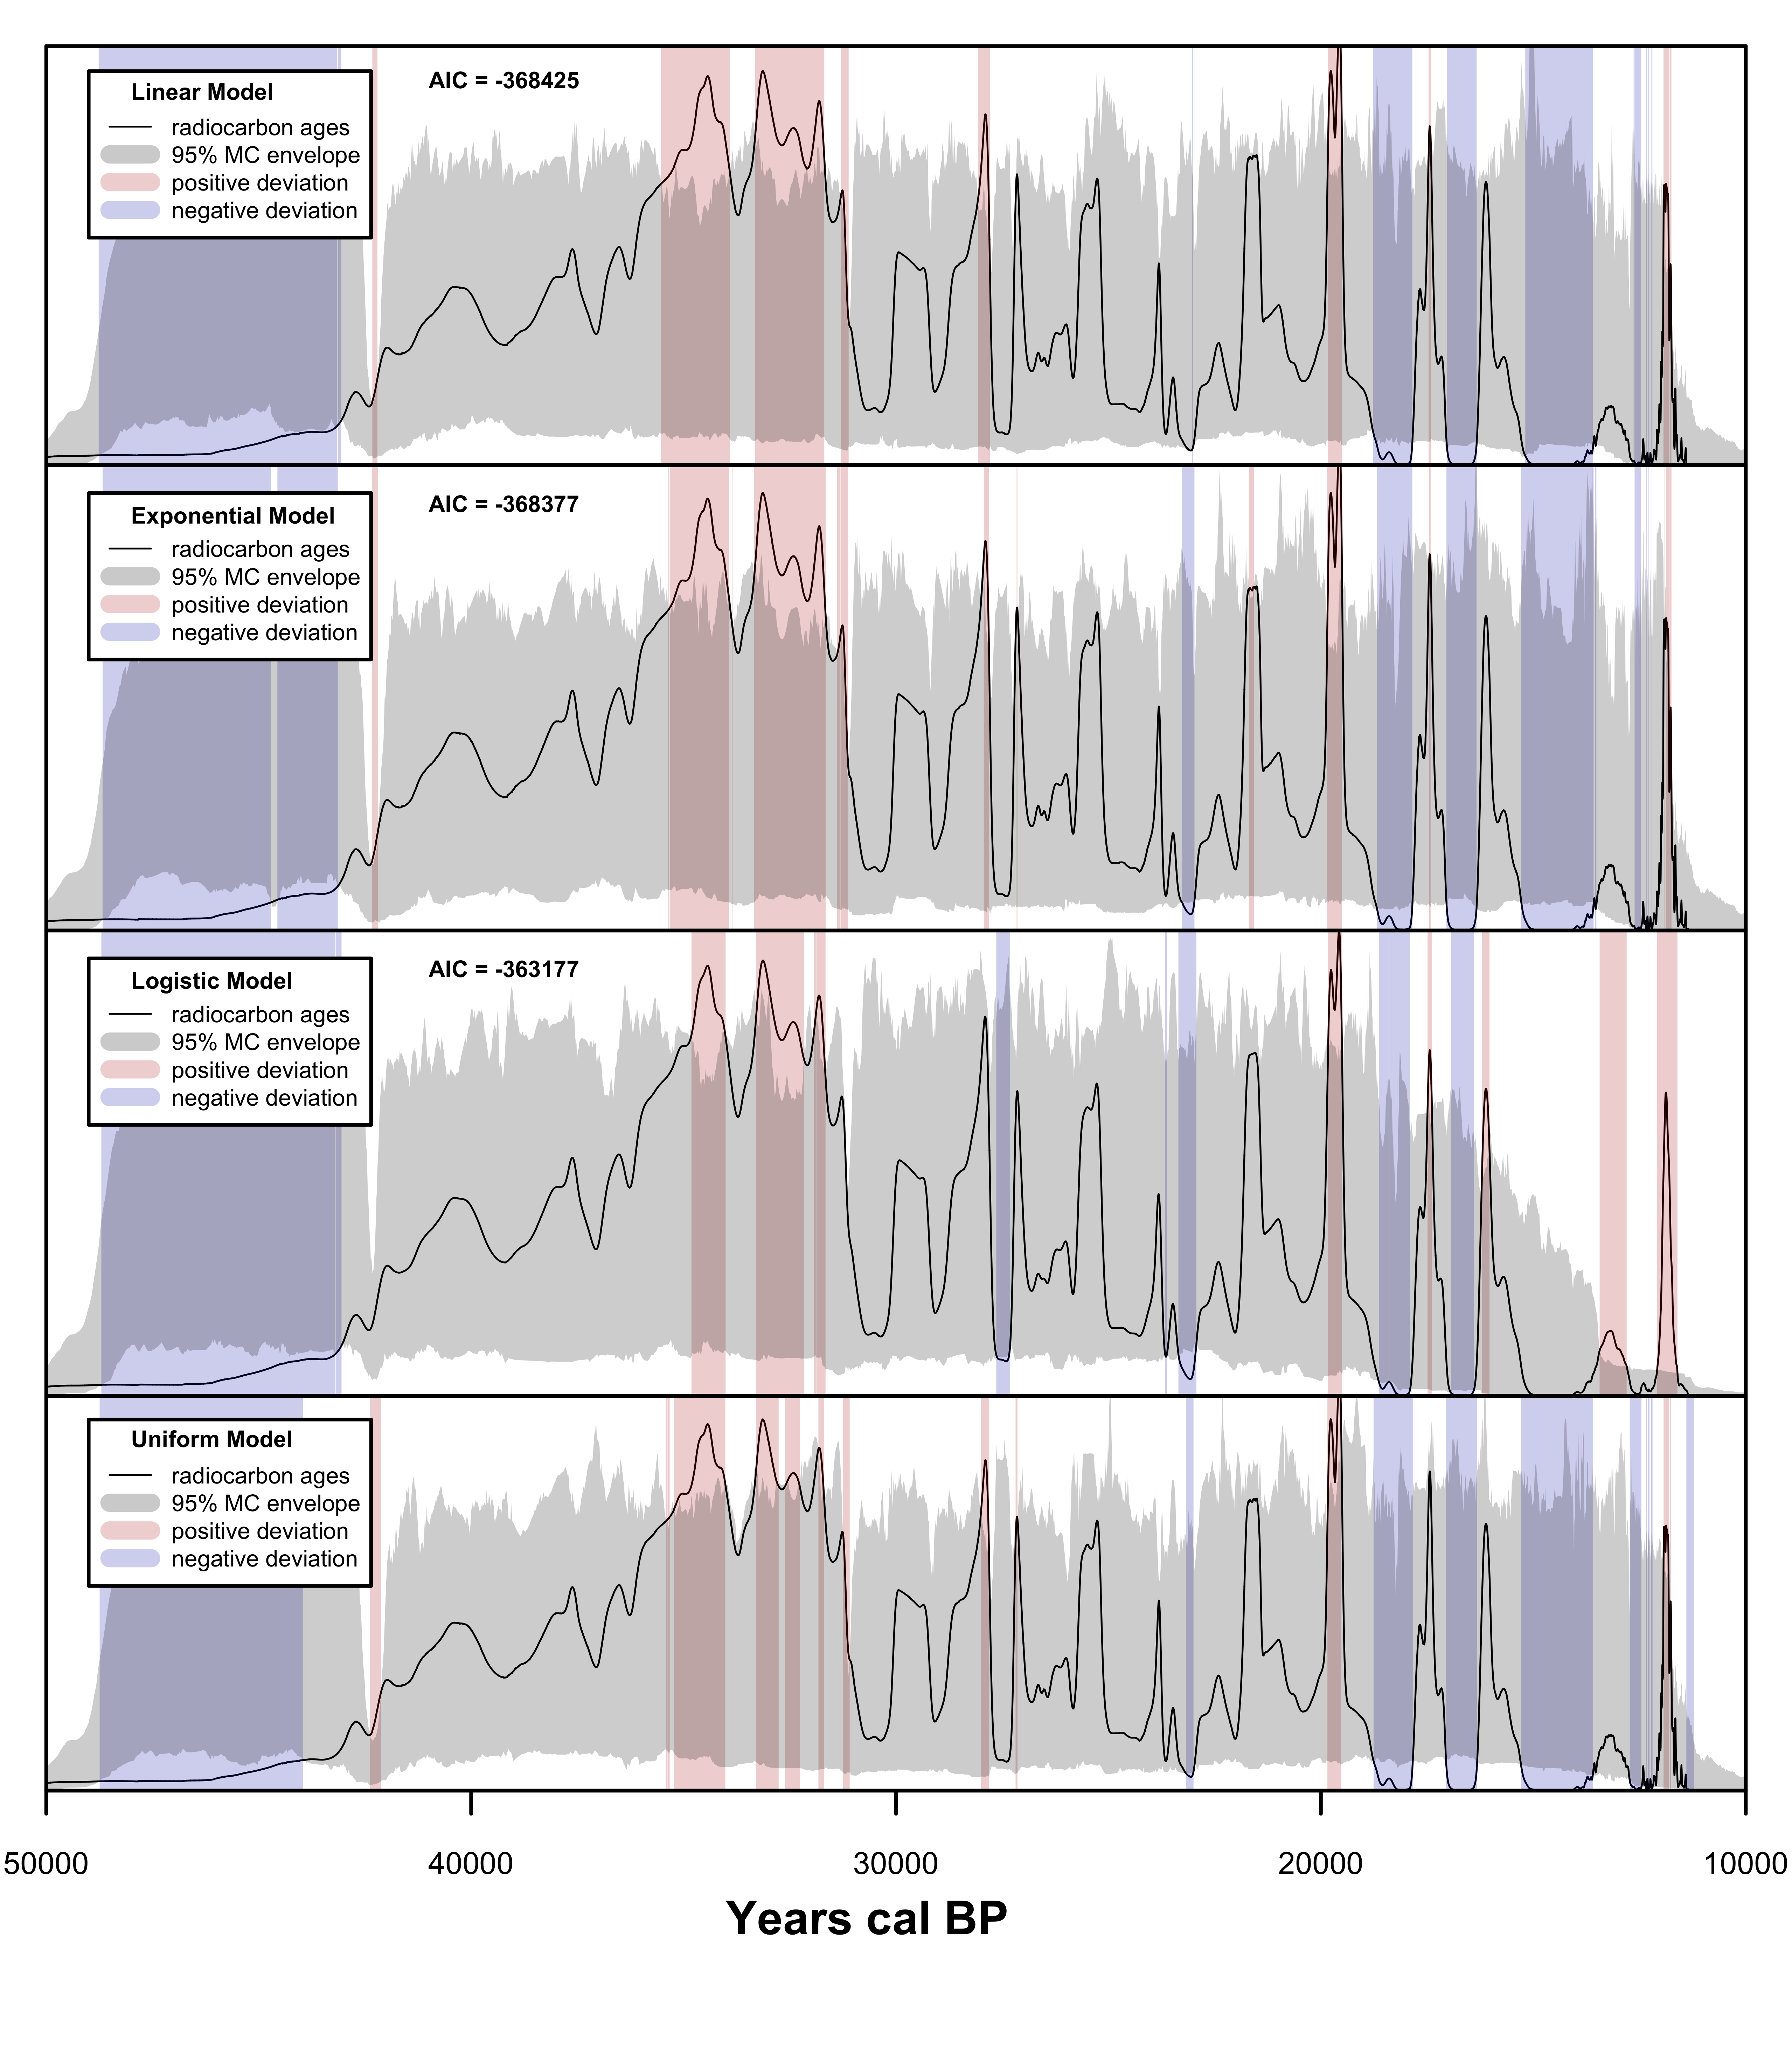 Linear Model
AIC = -368425
radiocarbon ages
95% MC envelope
positive deviation
negative deviation
Exponential Model
AIC = -368377
radiocarbon ages
95% MC envelope
positive deviation
negative deviation
Logistic Model
AIC = -363177
radiocarbon ages
95% MC envelope
positive deviation
negative deviation
Uniform Model
radiocarbon ages
95% MC envelope
positive deviation
negative deviation
50000 40000 30000 20000 10000
Years cal BP